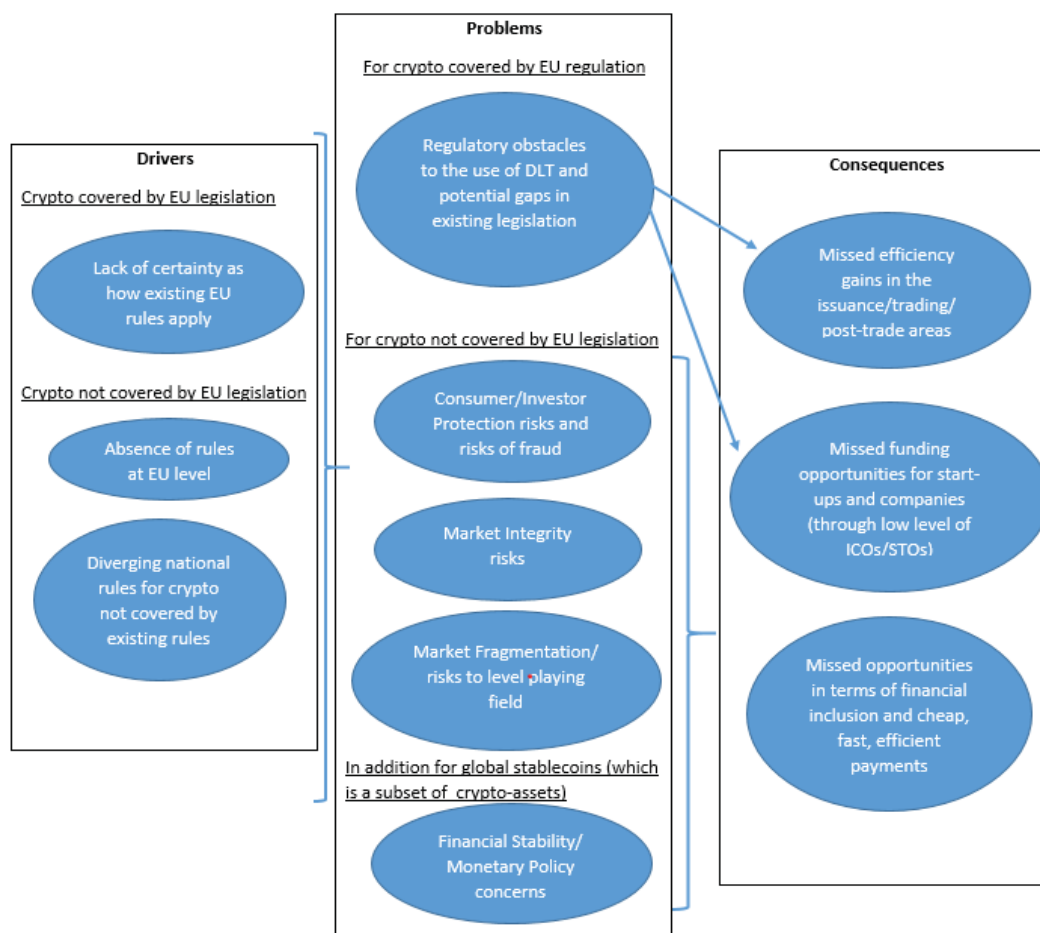 Drivers
Crypto covered by EU legislation
Lack of certainty as
how existing EU
rules apply
Crypto not covered by EU legislation
Absence of rules
at EU level
Diverging national
rules for crypto
not covered by
existing rules
Problems
For crypto covered by EU regulation
Regulatory obstacles
to the use of DLT and
potential gaps in
existing legislation
For crypto not covered by EU legislation
Consumer/Investor
Protection risks and
risks of fraud
Market Integrity
risks
Market Fragmentation/
risks to level playing
field
In addition for global stablecoins (which
is a subset of crypto-assets)
Financial Stability/
Monetary Policy
concerns
Consequences
Missed efficiency
gains in the
issuance/trading/
post-trade areas
Missed funding
opportunities for start-
ups and companies
(through low level of
ICOs/STOs)
Missed opportunities
in terms of financial
inclusion and cheap,
fast, efficient
payments